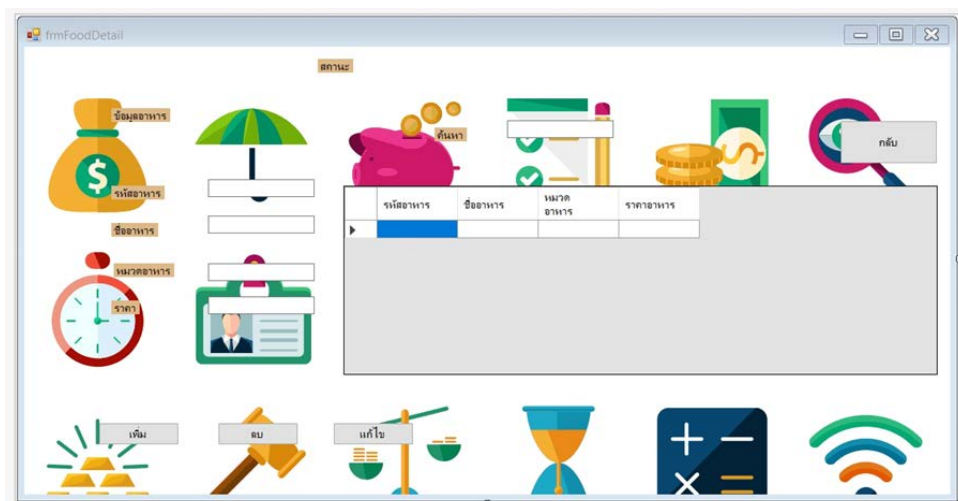 frmFoodDetail
สถานะ
ข้อมูลอาหาร
ค้นหา
กลับ
รหัสอาหาร
ชื่ออาหาร
หมวดอาหาร
ราคา
รหัสอาหาร ชื่ออาหาร หมวด
อาหาร ราคาอาหาร
เพิ่ม ลบ แก้ไข